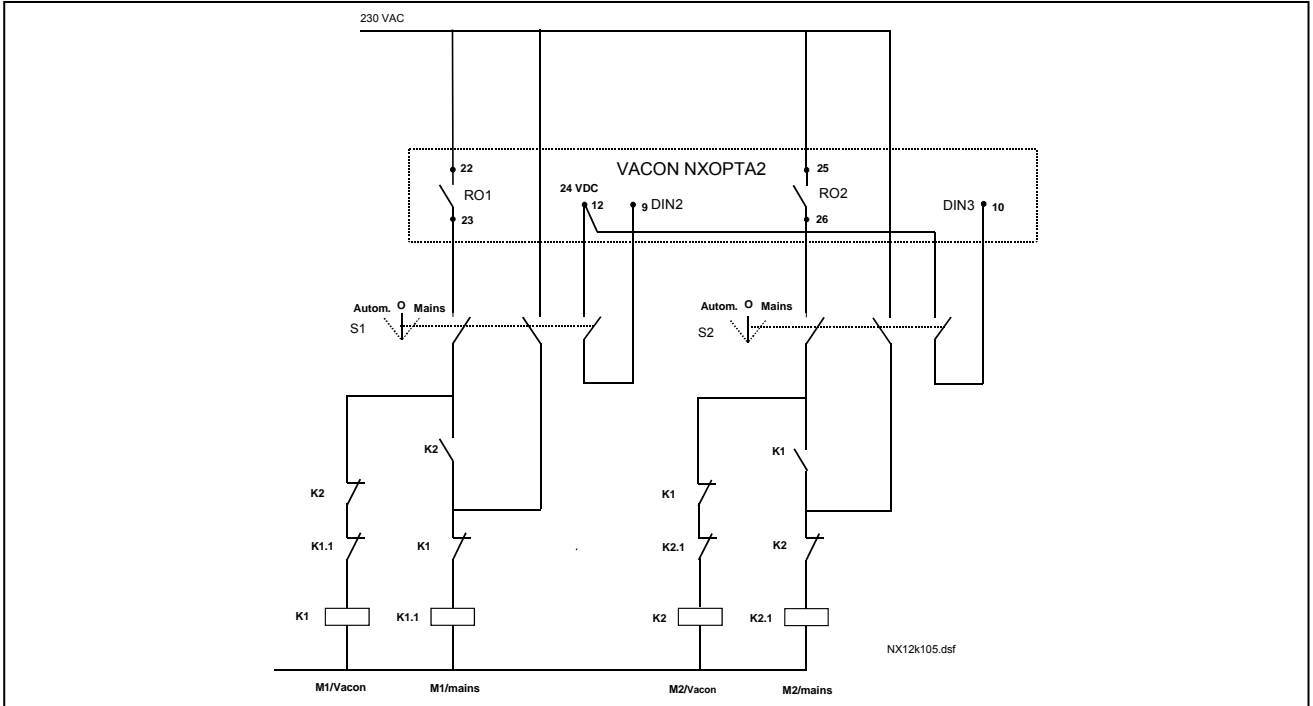 230 VAC
VACON NXOPTA2
22
RO1
23
24 VDC
12
9 DIN2
25
RO2
26
DIN3
10
Autom. O Mains
S1
Autom. O Mains
S2
K2
K1
K2
K1
K1.1
K1
K2.1
K2
K1
K1.1
K2
K2.1
NX12k105.dsf
M1/Vacon
M1/mains
M2/Vacon
M2/mains